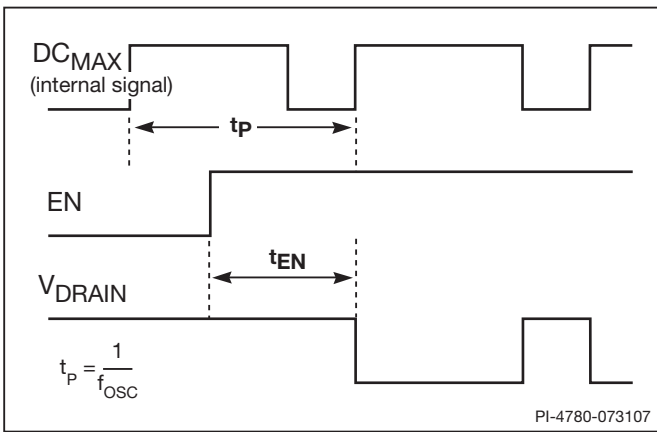 DCMAX
(internal signal)
tP
EN
tEN
VDRAIN
tP = 1/fOSC
PI-4780-073107